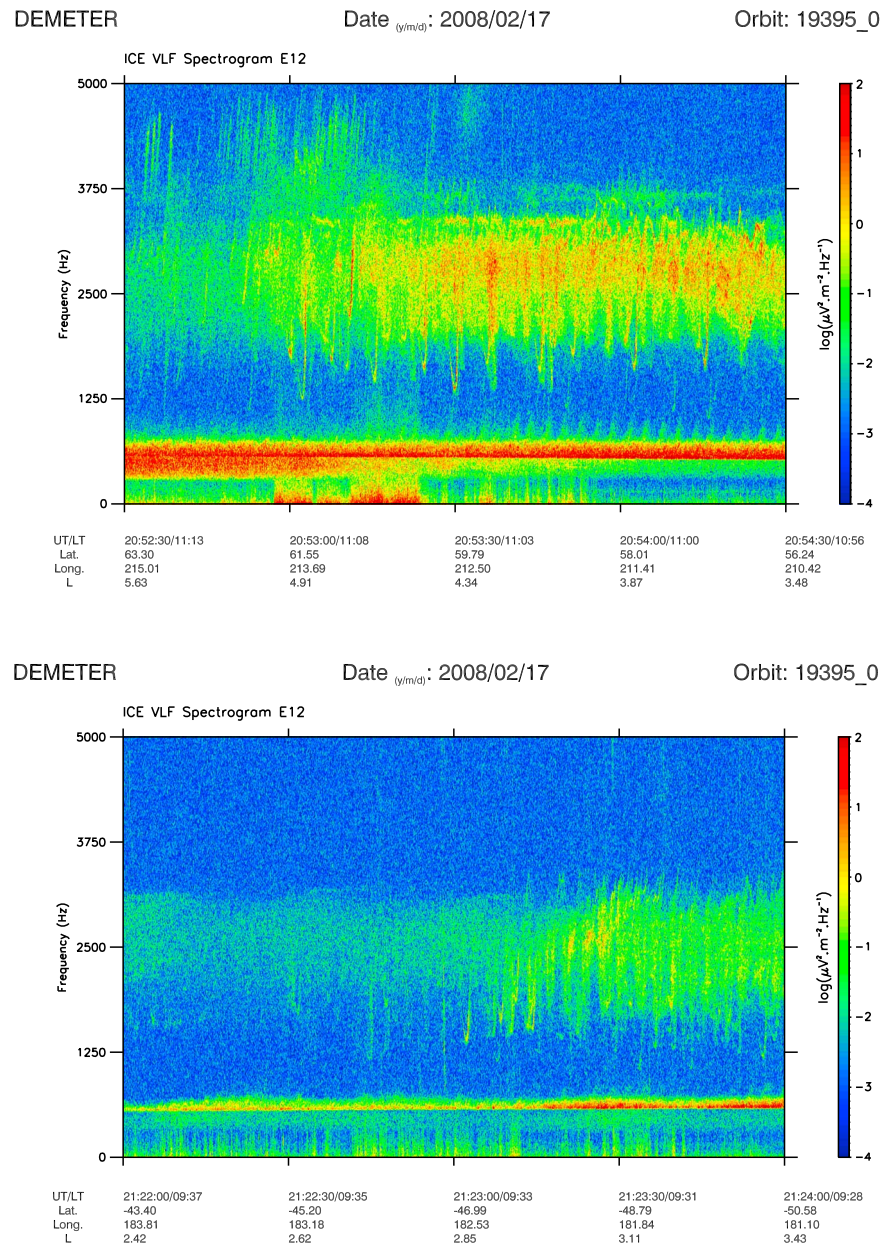 DEMETER Date (y/m/d): 2008/02/17 Orbit: 19395_0
ICE VLF Spectrogram E12
5000
3750
2500
1250
0
Frequency (Hz)
2
1
0
−1
−2
−3
−4
log(μV².m⁻².Hz⁻¹)
UT/LT 20:52:30/11:13 20:53:00/11:08 20:53:30/11:03 20:54:00/11:00 20:54:30/10:56
Lat. 63.30 61.55 59.79 58.01 56.24
Long. 215.01 213.69 212.50 211.41 210.42
L 5.63 4.91 4.34 3.87 3.48
DEMETER Date (y/m/d): 2008/02/17 Orbit: 19395_0
ICE VLF Spectrogram E12
5000
3750
2500
1250
0
Frequency (Hz)
2
1
0
−1
−2
−3
−4
log(μV².m⁻².Hz⁻¹)
UT/LT 21:22:00/09:37 21:22:30/09:35 21:23:00/09:33 21:23:30/09:31 21:24:00/09:28
Lat. -43.40 -45.20 -46.99 -48.79 -50.58
Long. 183.81 183.18 182.53 181.84 181.10
L 2.42 2.62 2.85 3.11 3.43